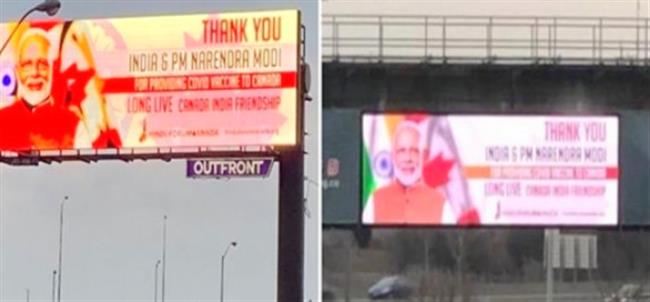 THANK YOU
INDIA & PM NARENDRA MODI
FOR PROVIDING COVID VACCINE TO CANADA
LONG LIVE CANADA INDIA FRIENDSHIP
OUTFRONT
THANK YOU
INDIA & PM NARENDRA MODI
FOR PROVIDING COVID VACCINE TO CANADA
LONG LIVE CANADA INDIA FRIENDSHIP